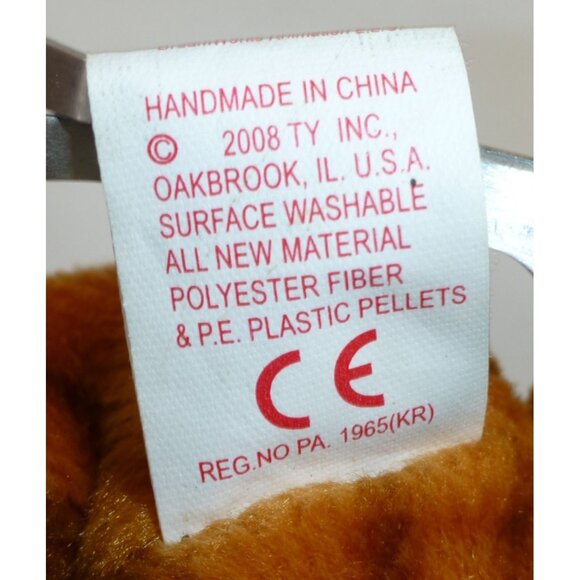 HANDMADE IN CHINA
© 2008 TY INC.,
OAKBROOK, IL. U.S.A.
SURFACE WASHABLE
ALL NEW MATERIAL
POLYESTER FIBER
& P.E. PLASTIC PELLETS
CE
REG.NO PA. 1965(KR)